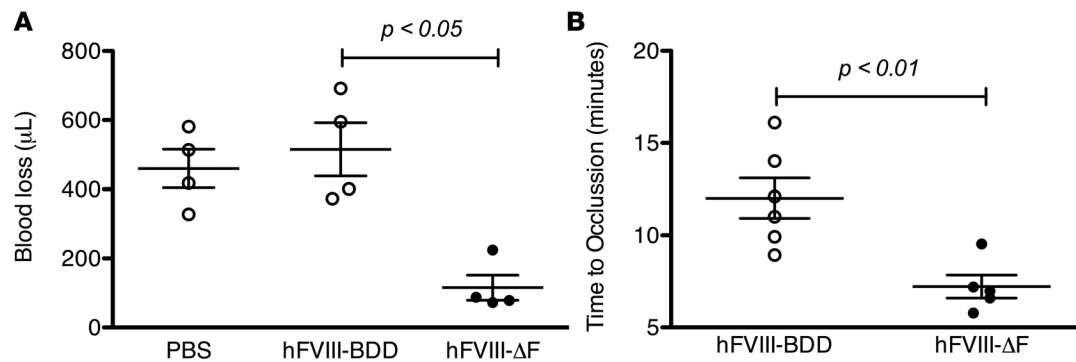 A
p < 0.05
800
600
400
200
0
Blood loss (μL)
PBS
hFVIII-BDD
hFVIII-ΔF
B
p < 0.01
20
15
10
5
Time to Occlussion (minutes)
hFVIII-BDD
hFVIII-ΔF